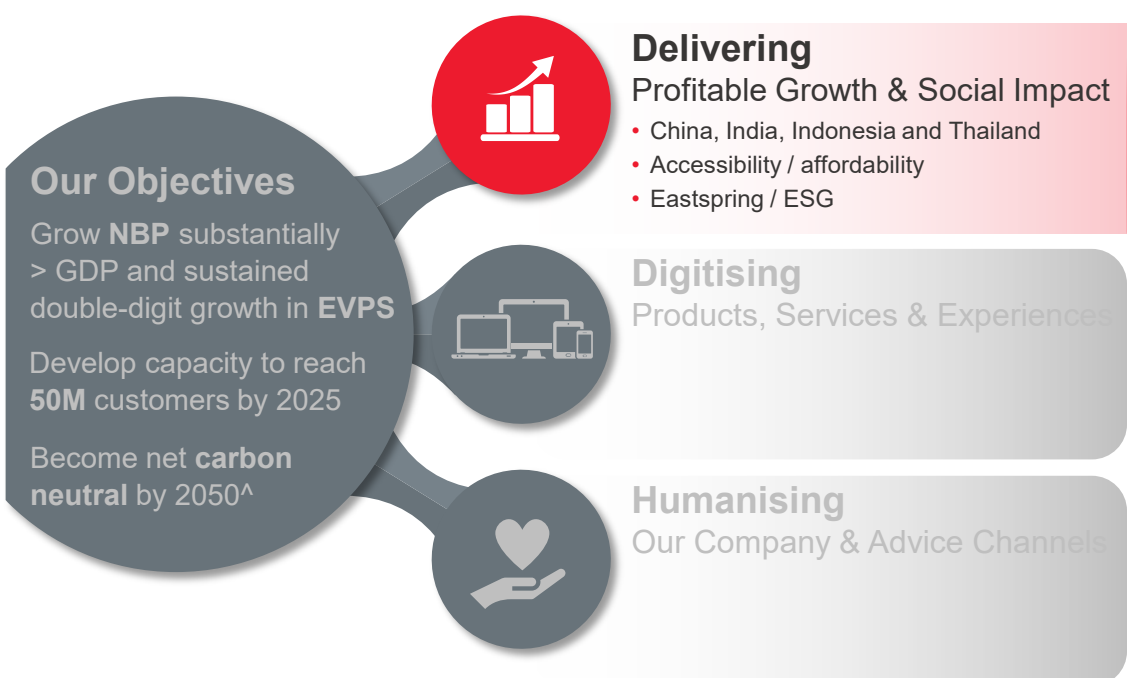 Our Objectives
Grow NBP substantially
> GDP and sustained
double-digit growth in EVPS
Develop capacity to reach
50M customers by 2025
Become net carbon
neutral by 2050^
Delivering
Profitable Growth & Social Impact
• China, India, Indonesia and Thailand
• Accessibility / affordability
• Eastspring / ESG
Digitising
Products, Services & Experiences
Humanising
Our Company & Advice Channels